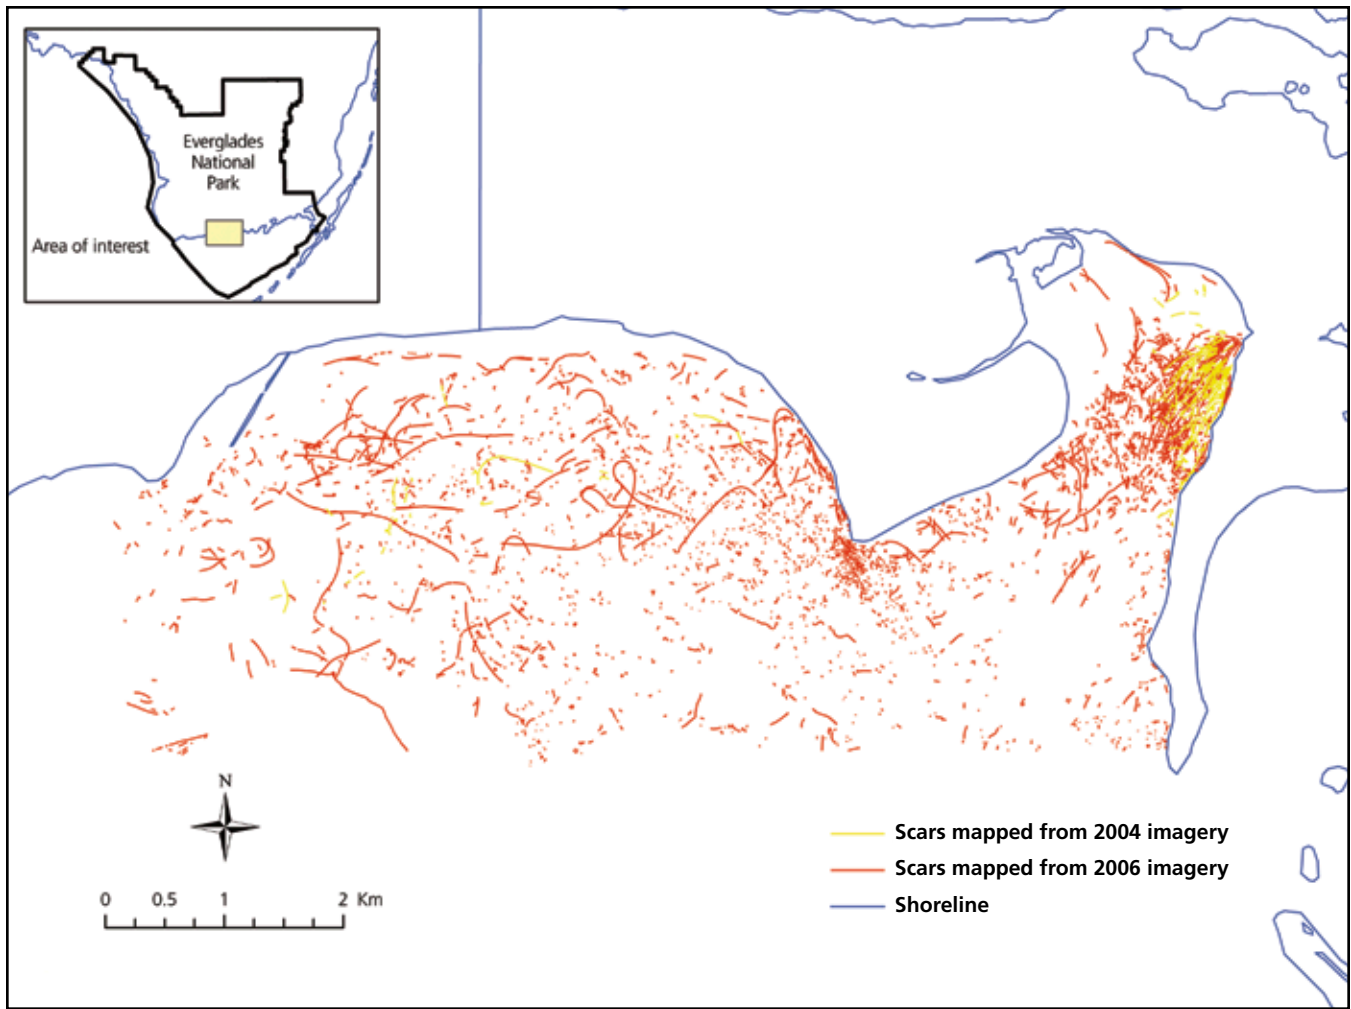 Everglades
National
Park
Area of interest
N
0 0.5 1 2 Km
Scars mapped from 2004 imagery
Scars mapped from 2006 imagery
Shoreline